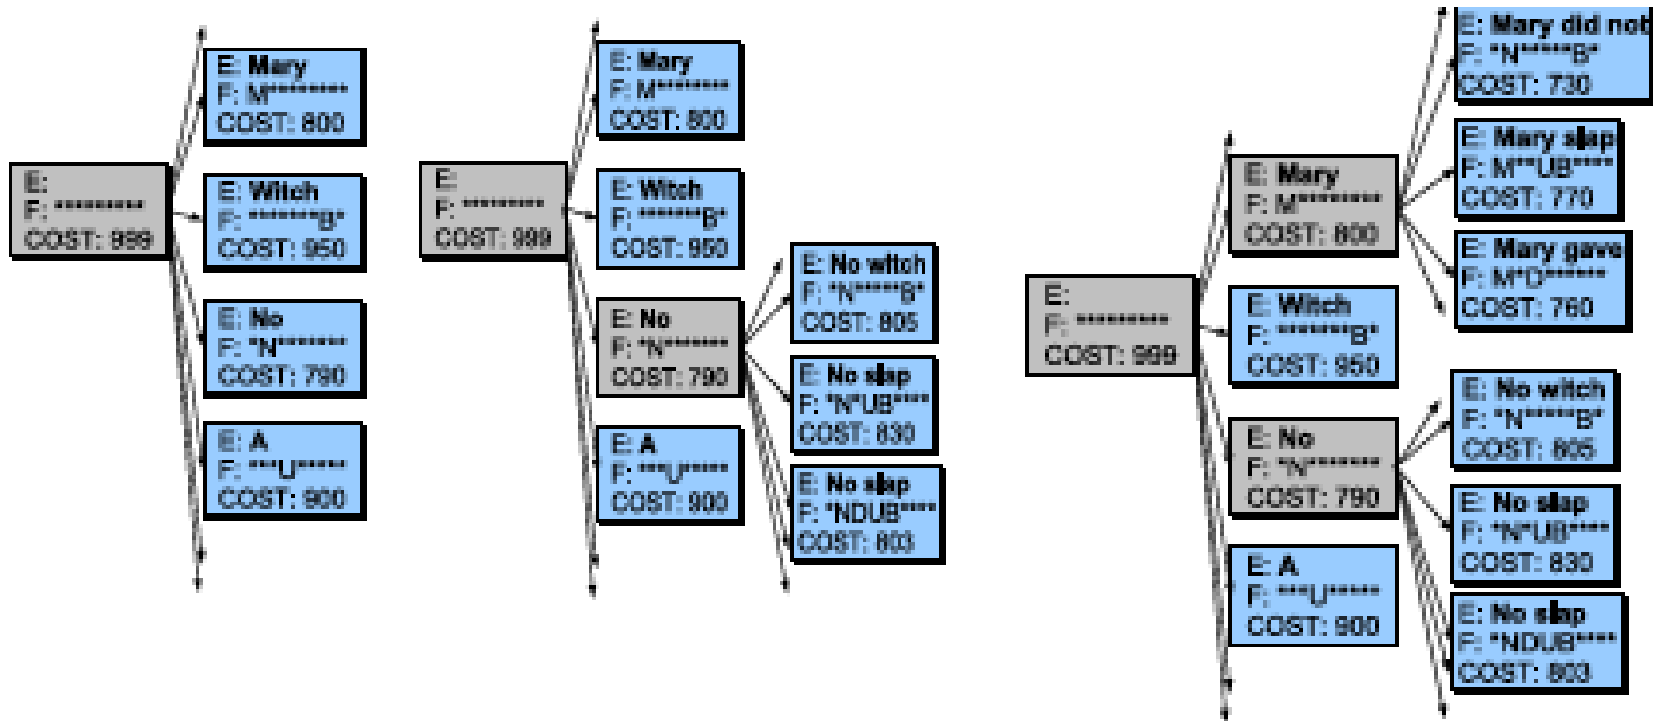 E:
F: *********
COST: 999
E: Mary
F: M********
COST: 800
E: Witch
F: *******B*
COST: 950
E: No
F: *N*******
COST: 790
E: A
F: ***U*****
COST: 900
E:
F: *********
COST: 999
E: Mary
F: M********
COST: 800
E: Witch
F: *******B*
COST: 950
E: No
F: *N*******
COST: 790
E: A
F: ***U*****
COST: 900
E: No witch
F: *N*****B*
COST: 805
E: No slap
F: *N*UB****
COST: 830
E: No slap
F: *NDUB****
COST: 803
E:
F: *********
COST: 999
E: Mary
F: M********
COST: 800
E: Witch
F: *******B*
COST: 950
E: No
F: *N*******
COST: 790
E: A
F: ***U*****
COST: 900
E: Mary did not
F: *N*****B*
COST: 730
E: Mary slap
F: M**UB****
COST: 770
E: Mary gave
F: M*D******
COST: 760
E: No witch
F: *N*****B*
COST: 805
E: No slap
F: *N*UB****
COST: 830
E: No slap
F: *NDUB****
COST: 803